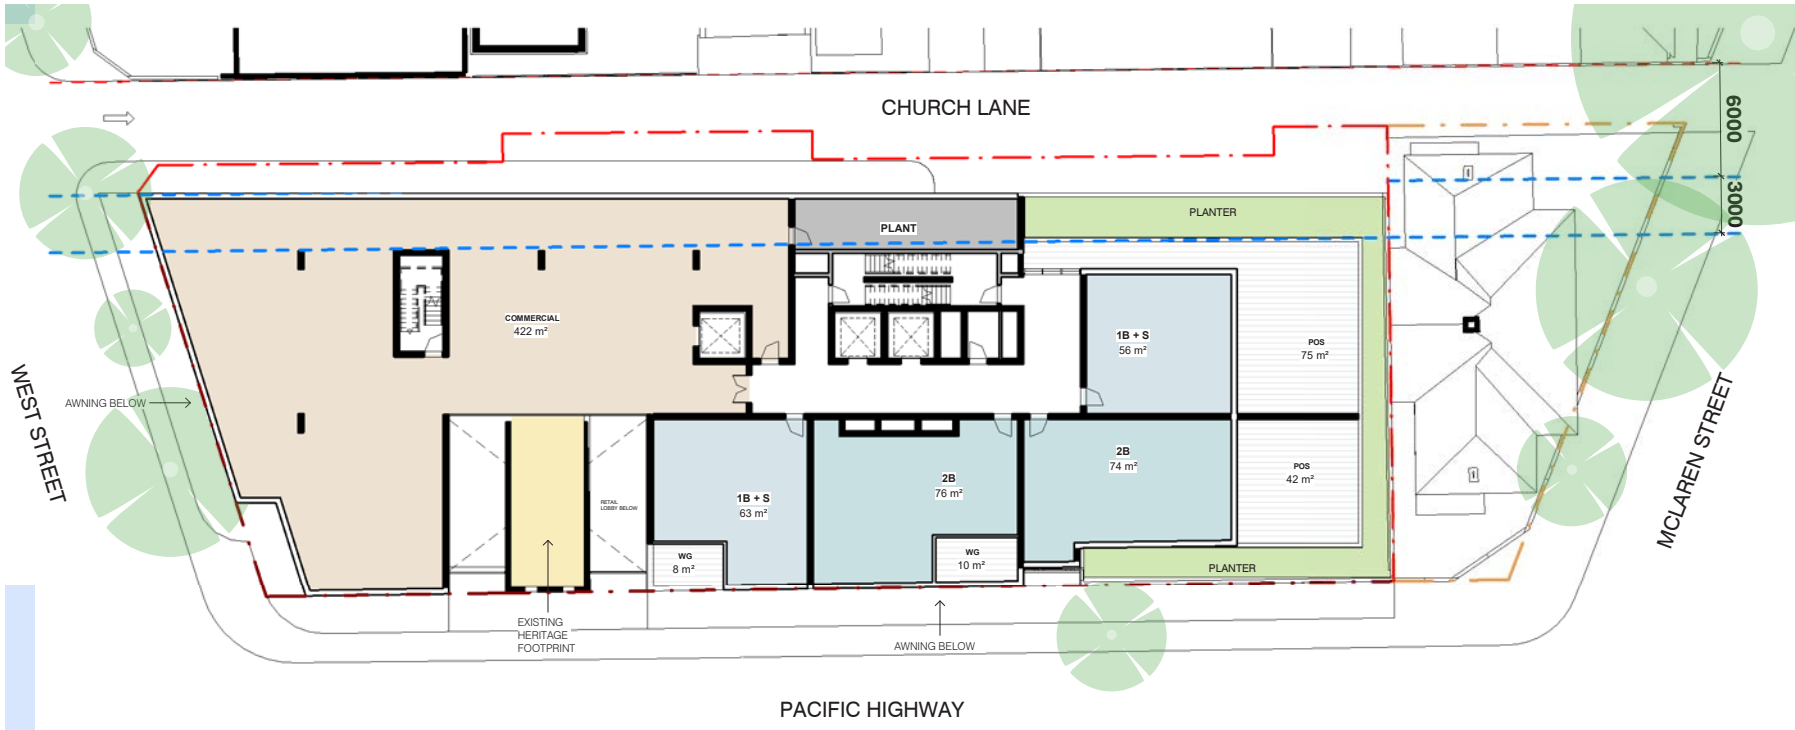 CHURCH LANE
6000
3000
PLANTER
PLANT
COMMERCIAL
422 m²
1B + S
56 m²
POS
75 m²
WEST STREET
AWNING BELOW
MCLAREN STREET
2B
74 m²
POS
42 m²
2B
76 m²
1B + S
63 m²
RETAIL
LOBBY BELOW
WG
8 m²
WG
10 m²
PLANTER
EXISTING
HERITAGE
FOOTPRINT
AWNING BELOW
PACIFIC HIGHWAY